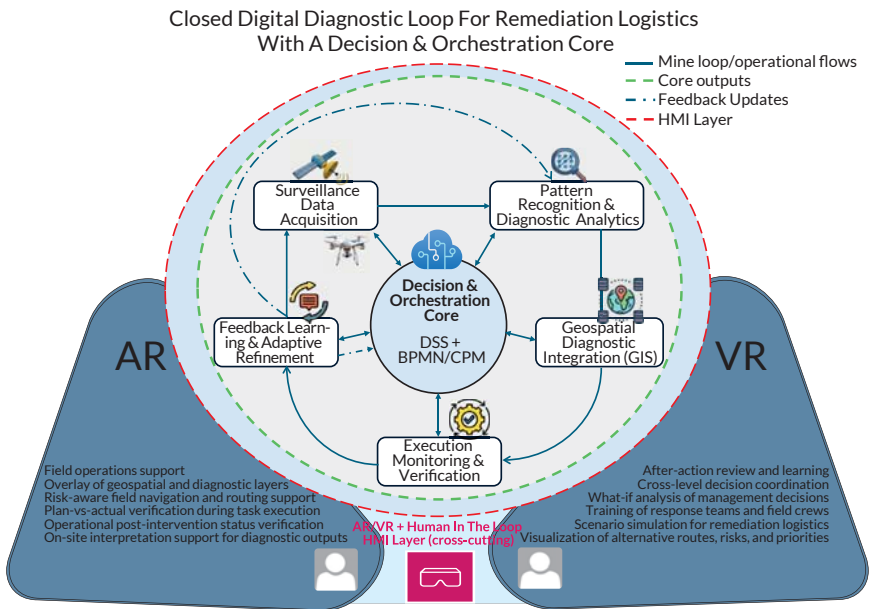 Closed Digital Diagnostic Loop For Remediation Logistics
With A Decision & Orchestration Core
Mine loop/operational flows
Core outputs
Feedback Updates
HMI Layer
Surveillance
Data
Acquisition
Pattern
Recognition &
Diagnostic Analytics
Decision &
Orchestration
Core
DSS +
BPMN/CPM
Feedback Learn-
ing & Adaptive
Refinement
Geospatial
Diagnostic
Integration (GIS)
Execution
Monitoring &
Verification
AR
VR
Field operations support
Overlay of geospatial and diagnostic layers
Risk-aware field navigation and routing support
Plan-vs-actual verification during task execution
Operational post-intervention status verification
On-site interpretation support for diagnostic outputs
After-action review and learning
Cross-level decision coordination
What-if analysis of management decisions
Training of response teams and field crews
Scenario simulation for remediation logistics
Visualization of alternative routes, risks, and priorities
AR/VR + Human In The Loop
HMI Layer (cross-cutting)